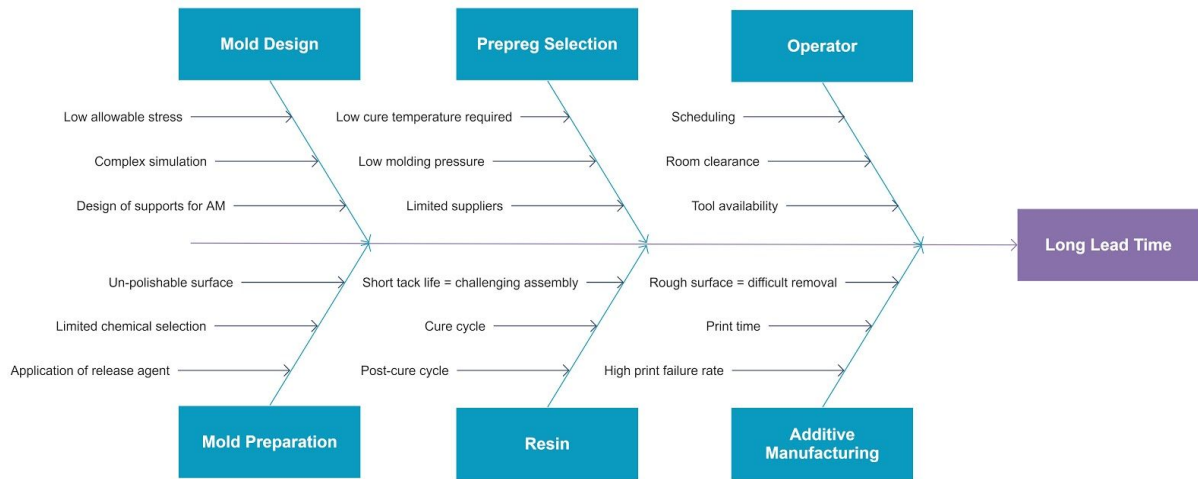 Mold Design
Prepreg Selection
Operator
Low allowable stress
Low cure temperature required
Scheduling
Complex simulation
Low molding pressure
Room clearance
Design of supports for AM
Limited suppliers
Tool availability
Long Lead Time
Un-polishable surface
Short tack life = challenging assembly
Rough surface = difficult removal
Limited chemical selection
Cure cycle
Print time
Application of release agent
Post-cure cycle
High print failure rate
Mold Preparation
Resin
Additive
Manufacturing